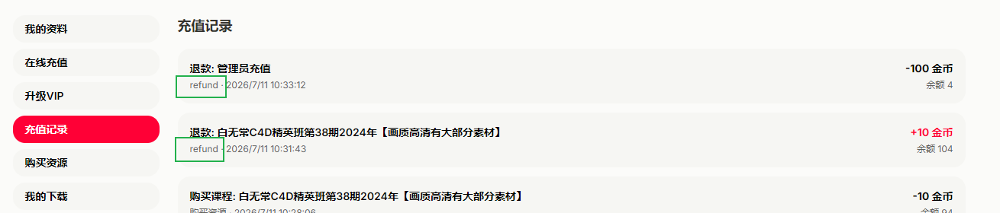 我的资料
在线充值
升级VIP
充值记录
购买资源
我的下载
充值记录
退款: 管理员充值
-100 金币
refund · 2026/7/11 10:33:12
余额 4
退款: 白无常C4D精英班第38期2024年【画质高清有大部分素材】
+10 金币
refund · 2026/7/11 10:31:43
余额 104
购买课程: 白无常C4D精英班第38期2024年【画质高清有大部分素材】
-10 金币
购买资源 · 2026/7/11 10:28:06
余额 94